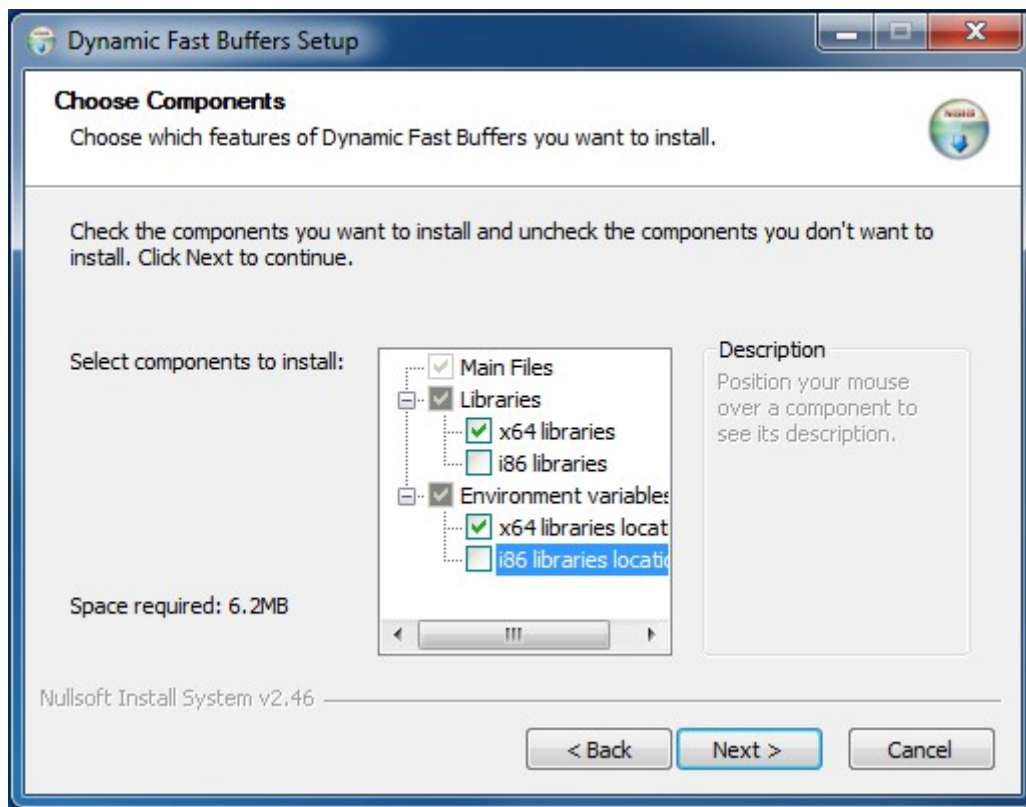 Dynamic Fast Buffers Setup
Choose Components
Choose which features of Dynamic Fast Buffers you want to install.
Check the components you want to install and uncheck the components you don't want to
install. Click Next to continue.
Select components to install:
Main Files
Libraries
x64 libraries
i86 libraries
Environment variables
x64 libraries locat
i86 libraries locatio
Description
Position your mouse
over a component to
see its description.
Space required: 6.2MB
Nullsoft Install System v2.46
< Back
Next >
Cancel